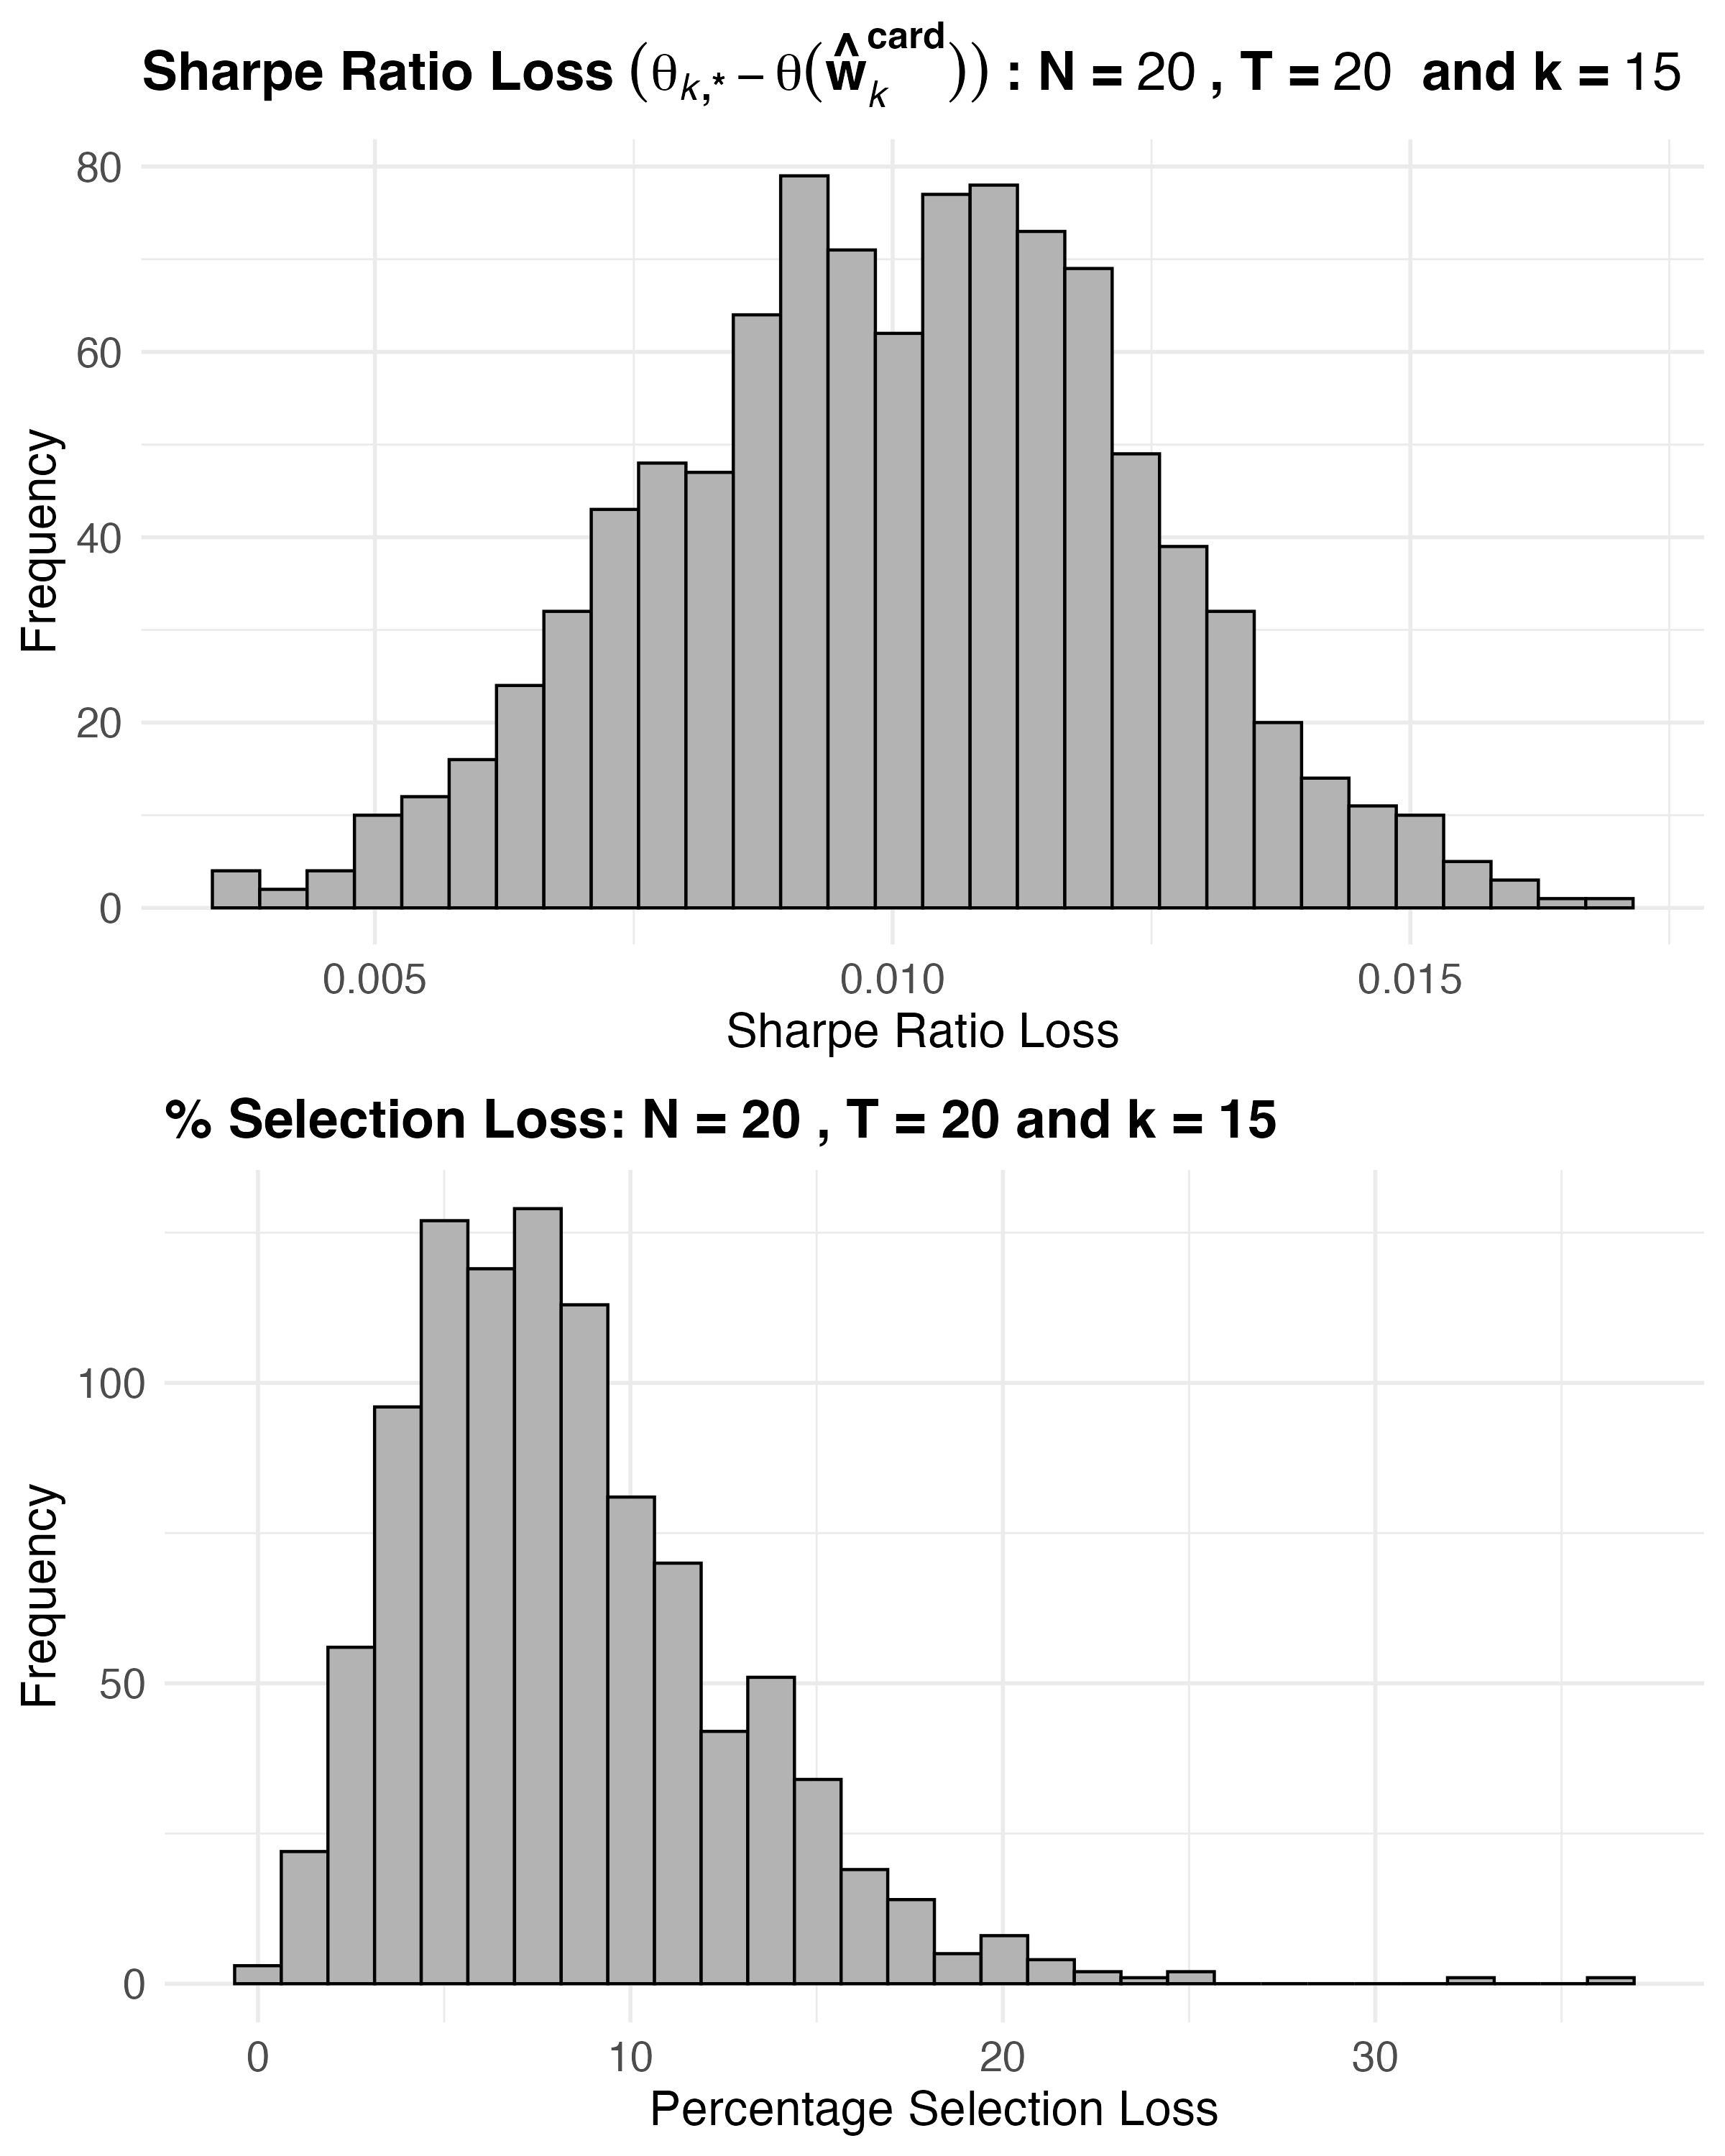 Sharpe Ratio Loss (θk,* − θ(ŵk^card)) : N = 20 , T = 20 and k = 15
80
60
40
20
0
Frequency
0.005 0.010 0.015
Sharpe Ratio Loss
% Selection Loss: N = 20 , T = 20 and k = 15
100
50
0
Frequency
0 10 20 30
Percentage Selection Loss